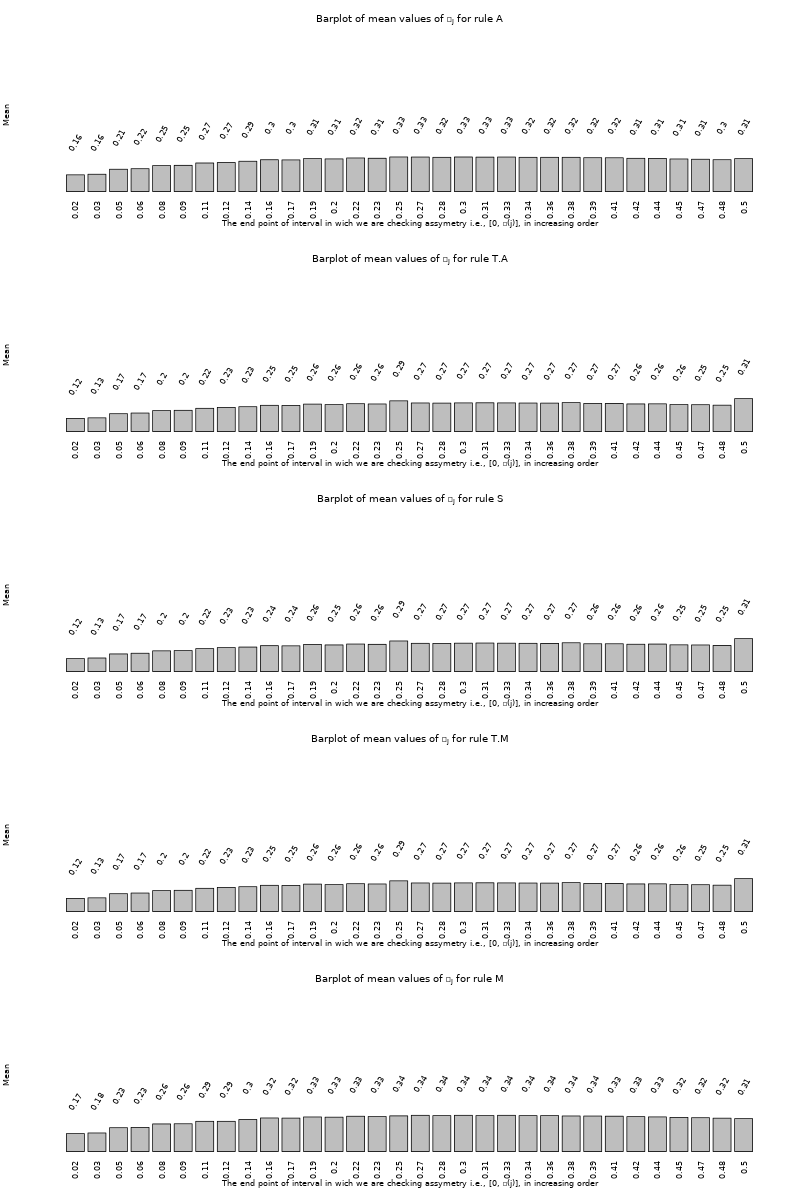 Barplot of mean values of □j for rule A
Mean
0.16 0.16 0.21 0.22 0.25 0.25 0.27 0.27 0.29 0.3 0.3 0.31 0.31 0.32 0.31 0.33 0.33 0.32 0.33 0.33 0.33 0.32 0.32 0.32 0.32 0.32 0.31 0.31 0.31 0.31 0.3 0.31
0.02 0.03 0.05 0.06 0.08 0.09 0.11 0.12 0.14 0.16 0.17 0.19 0.2 0.22 0.23 0.25 0.27 0.28 0.3 0.31 0.33 0.34 0.36 0.38 0.39 0.41 0.42 0.44 0.45 0.47 0.48 0.5
The end point of interval in wich we are checking assymetry i.e., [0, □(j)], in increasing order
Barplot of mean values of □j for rule T.A
Mean
0.12 0.13 0.17 0.17 0.2 0.2 0.22 0.23 0.23 0.25 0.25 0.26 0.26 0.26 0.26 0.29 0.27 0.27 0.27 0.27 0.27 0.27 0.27 0.27 0.27 0.27 0.26 0.26 0.26 0.25 0.25 0.31
0.02 0.03 0.05 0.06 0.08 0.09 0.11 0.12 0.14 0.16 0.17 0.19 0.2 0.22 0.23 0.25 0.27 0.28 0.3 0.31 0.33 0.34 0.36 0.38 0.39 0.41 0.42 0.44 0.45 0.47 0.48 0.5
The end point of interval in wich we are checking assymetry i.e., [0, □(j)], in increasing order
Barplot of mean values of □j for rule S
Mean
0.12 0.13 0.17 0.17 0.2 0.2 0.22 0.23 0.23 0.24 0.24 0.26 0.25 0.26 0.26 0.29 0.27 0.27 0.27 0.27 0.27 0.27 0.27 0.27 0.26 0.26 0.26 0.26 0.25 0.25 0.25 0.31
0.02 0.03 0.05 0.06 0.08 0.09 0.11 0.12 0.14 0.16 0.17 0.19 0.2 0.22 0.23 0.25 0.27 0.28 0.3 0.31 0.33 0.34 0.36 0.38 0.39 0.41 0.42 0.44 0.45 0.47 0.48 0.5
The end point of interval in wich we are checking assymetry i.e., [0, □(j)], in increasing order
Barplot of mean values of □j for rule T.M
Mean
0.12 0.13 0.17 0.17 0.2 0.2 0.22 0.23 0.23 0.25 0.25 0.26 0.26 0.26 0.26 0.29 0.27 0.27 0.27 0.27 0.27 0.27 0.27 0.27 0.27 0.27 0.26 0.26 0.26 0.25 0.25 0.31
0.02 0.03 0.05 0.06 0.08 0.09 0.11 0.12 0.14 0.16 0.17 0.19 0.2 0.22 0.23 0.25 0.27 0.28 0.3 0.31 0.33 0.34 0.36 0.38 0.39 0.41 0.42 0.44 0.45 0.47 0.48 0.5
The end point of interval in wich we are checking assymetry i.e., [0, □(j)], in increasing order
Barplot of mean values of □j for rule M
Mean
0.17 0.18 0.23 0.23 0.26 0.26 0.29 0.29 0.3 0.32 0.32 0.33 0.33 0.33 0.33 0.34 0.34 0.34 0.34 0.34 0.34 0.34 0.34 0.34 0.34 0.33 0.33 0.33 0.32 0.32 0.32 0.31
0.02 0.03 0.05 0.06 0.08 0.09 0.11 0.12 0.14 0.16 0.17 0.19 0.2 0.22 0.23 0.25 0.27 0.28 0.3 0.31 0.33 0.34 0.36 0.38 0.39 0.41 0.42 0.44 0.45 0.47 0.48 0.5
The end point of interval in wich we are checking assymetry i.e., [0, □(j)], in increasing order